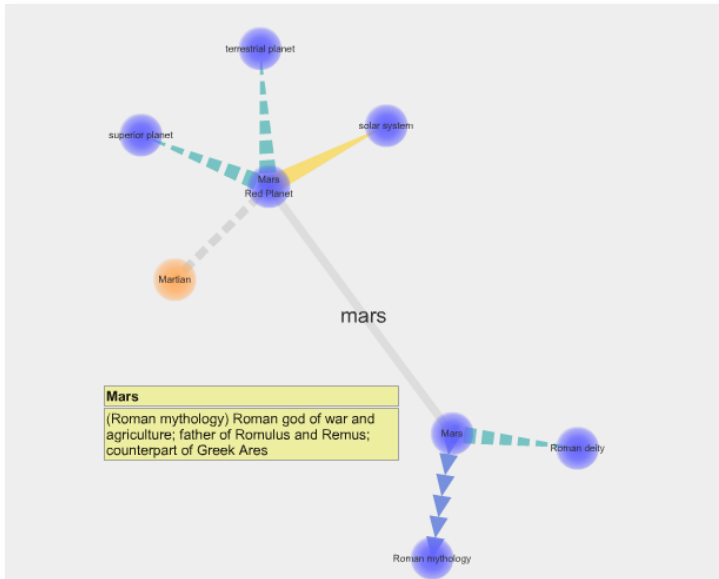 terrestrial planet
solar system
superior planet
Mars
Red Planet
Martian
mars
Mars
(Roman mythology) Roman god of war and
agriculture; father of Romulus and Remus;
counterpart of Greek Ares
Mars
Roman deity
Roman mythology